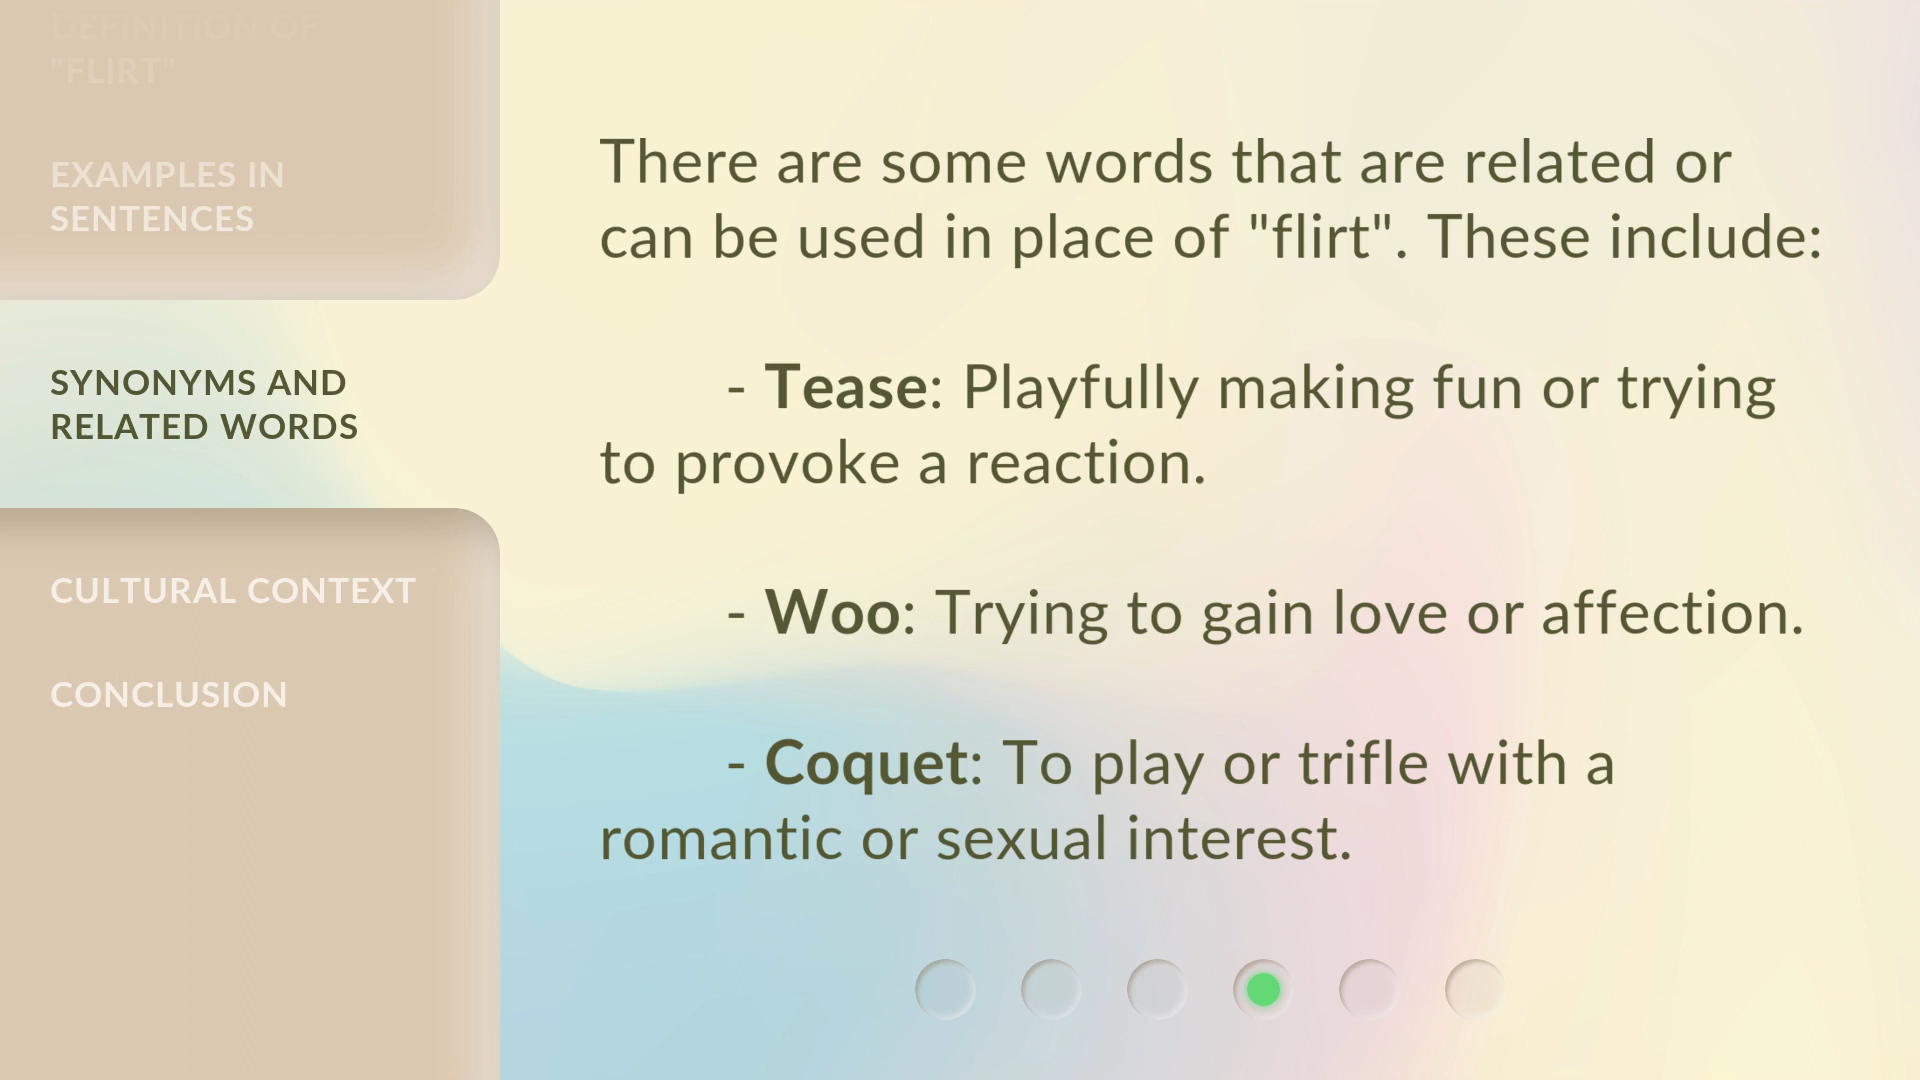 DEFINITION OF
"FLIRT"
EXAMPLES IN
SENTENCES
SYNONYMS AND
RELATED WORDS
CULTURAL CONTEXT
CONCLUSION
There are some words that are related or
can be used in place of "flirt". These include:
- Tease: Playfully making fun or trying
to provoke a reaction.
- Woo: Trying to gain love or affection.
- Coquet: To play or trifle with a
romantic or sexual interest.